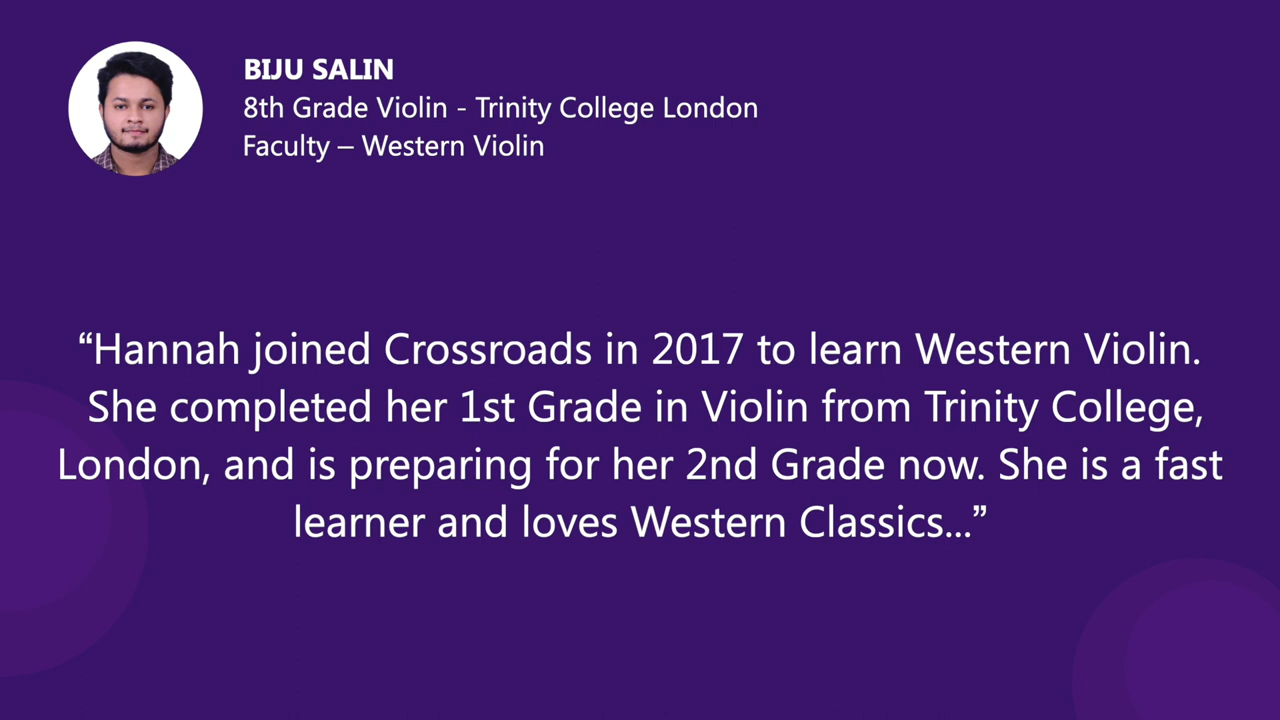 BIJU SALIN
8th Grade Violin - Trinity College London
Faculty – Western Violin
“Hannah joined Crossroads in 2017 to learn Western Violin.
She completed her 1st Grade in Violin from Trinity College,
London, and is preparing for her 2nd Grade now. She is a fast
learner and loves Western Classics...”